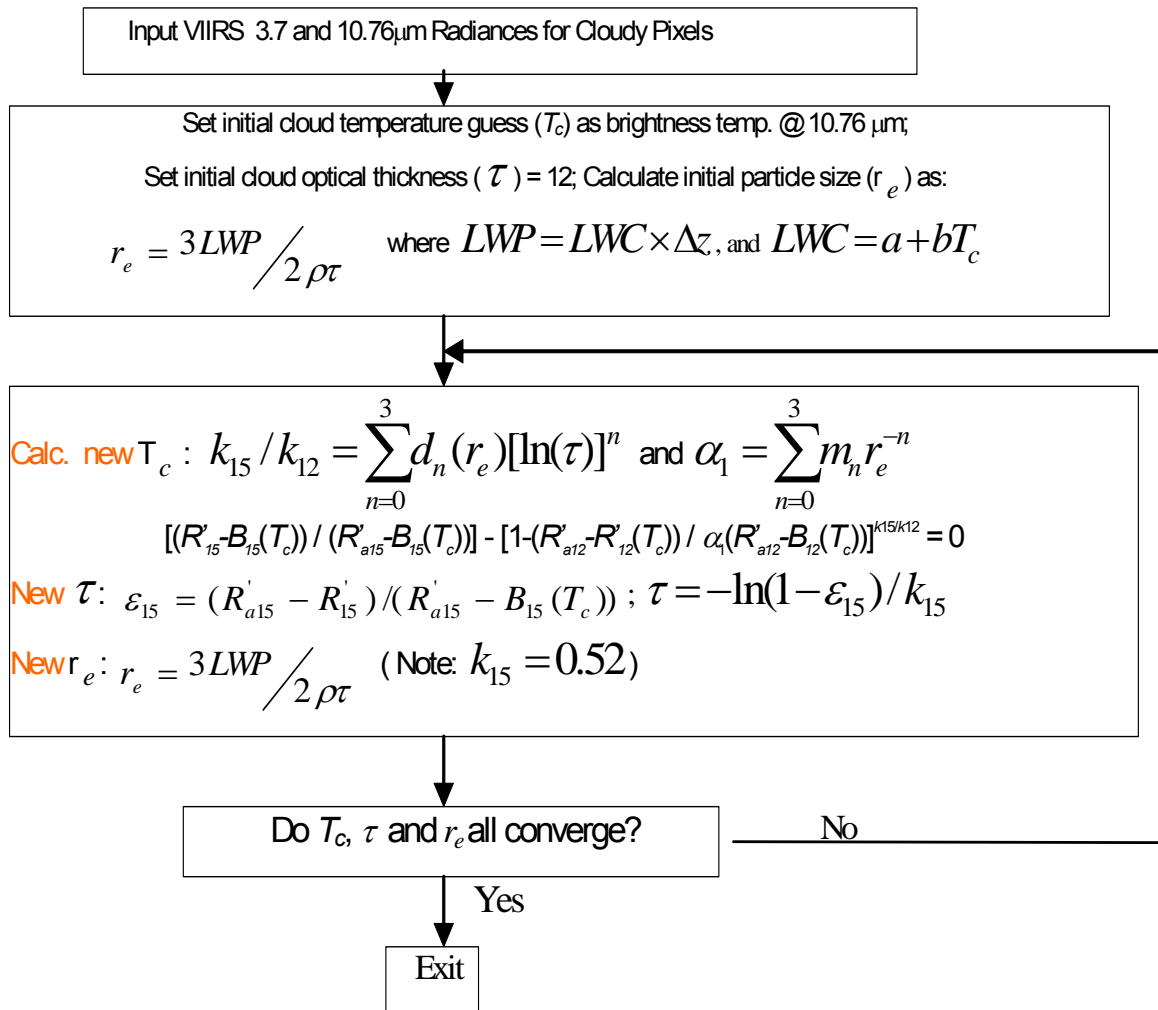 Input VIIRS 3.7 and 10.76μm Radiances for Cloudy Pixels
Set initial cloud temperature guess (T_c) as brightness temp. @ 10.76 μm;
Set initial cloud optical thickness ( τ ) = 12; Calculate initial particle size (r_e) as:
r_e = 3LWP / 2ρτ where LWP = LWC × Δz, and LWC = a + bT_c
Calc. new T_c : k_15 / k_12 = ∑_{n=0}^{3} d_n(r_e)[ln(τ)]^n and α_1 = ∑_{n=0}^{3} m_n r_e^{-n}
[(R'_15-B_15(T_c)) / (R'_a15-B_15(T_c))] - [1-(R'_a12-R'_12(T_c)) / α_1(R'_a12-B_12(T_c))]^{k15/k12} = 0
New τ: ε_15 = (R'_a15 − R'_15) /( R'_a15 − B_15(T_c)) ; τ = −ln(1−ε_15) / k_15
New r_e: r_e = 3LWP / 2ρτ (Note: k_15 = 0.52)
Do T_c, τ and r_e all converge?
No
Yes
Exit